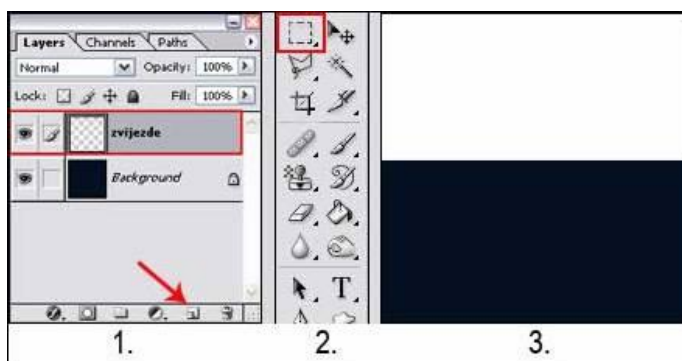 Layers Channels Paths
Normal Opacity: 100%
Lock: Fill: 100%
zvijezde
Background
T
1. 2. 3.